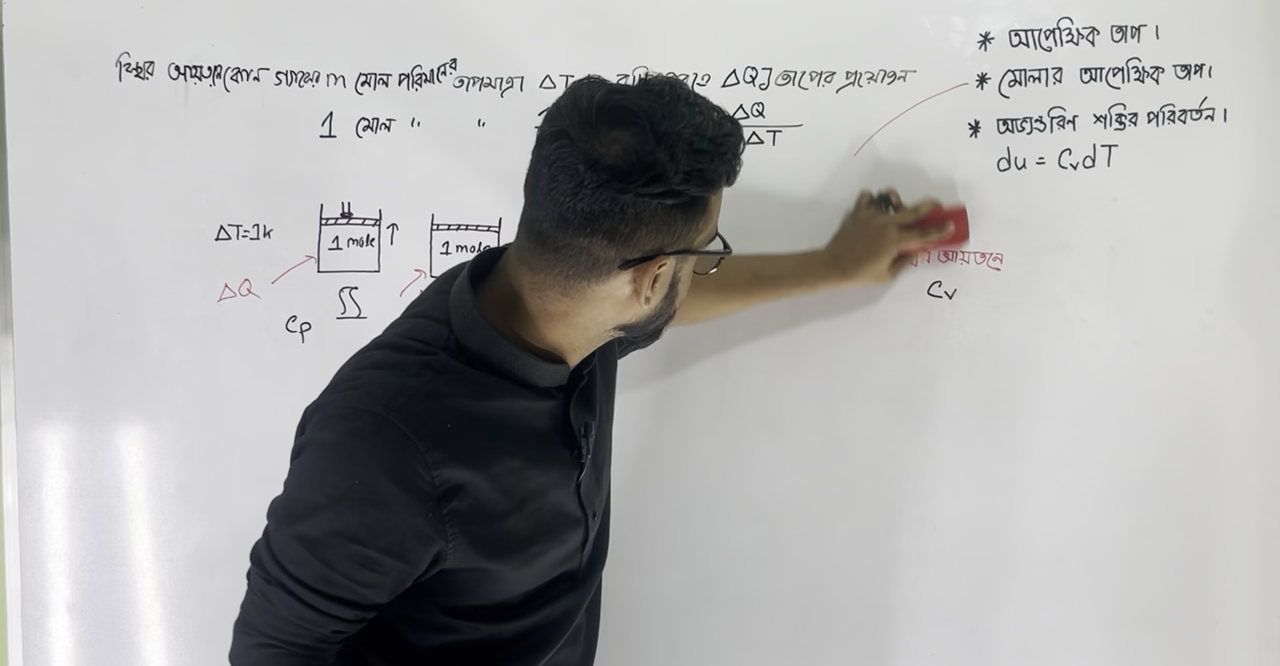 স্থির আয়তনে কোন গ্যাসের m মোল পরিমানের তাপমাত্রা ΔT ΔQ J তাপের প্রয়োজন
1 মোল " " ΔQ
ΔT
* আপেক্ষিক তাপ।
* মোলার আপেক্ষিক তাপ।
* অভ্যন্তরিণ শক্তির পরিবর্তন।
du = CvdT
ΔT=1k
1 mole
1 mole
ΔQ
Cp
আয়তনে
Cv